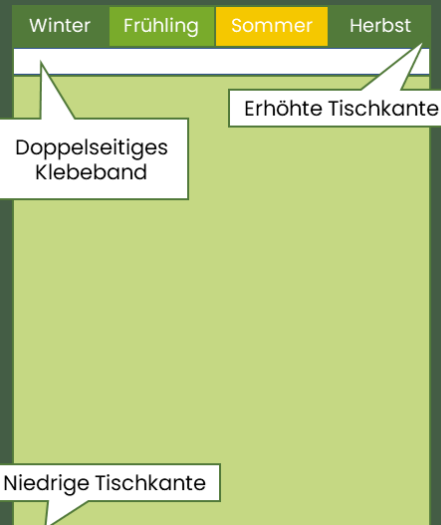 Winter Frühling Sommer Herbst
Erhöhte Tischkante
Doppelseitiges
Klebeband
Niedrige Tischkante